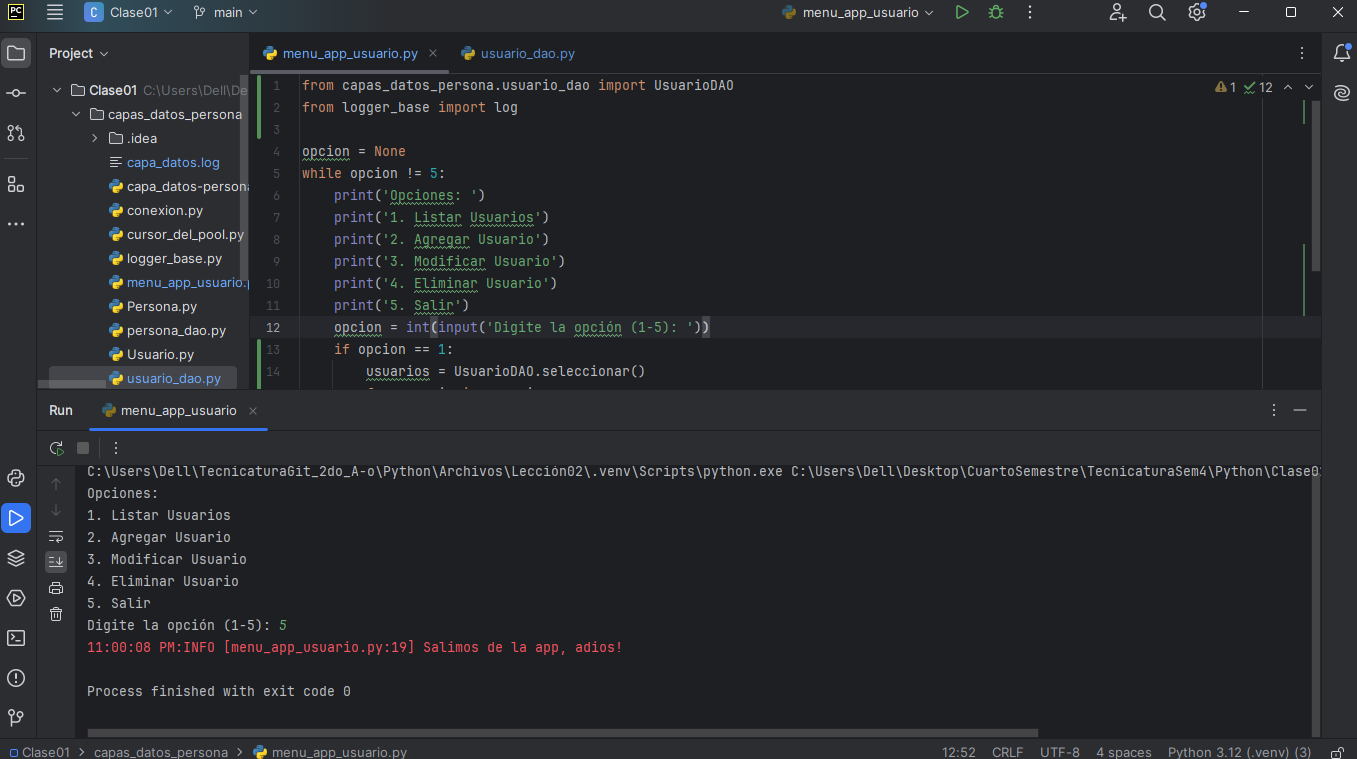 PC
C Clase01
main
menu_app_usuario
Project
menu_app_usuario.py
usuario_dao.py
Clase01 C:\Users\Dell\De
capas_datos_persona
.idea
capa_datos.log
capa_datos-persona
conexion.py
cursor_del_pool.py
logger_base.py
menu_app_usuario.
Persona.py
persona_dao.py
Usuario.py
usuario_dao.py
1 from capas_datos_persona.usuario_dao import UsuarioDAO
1 12
2 from logger_base import log
3
4 opcion = None
5 while opcion != 5:
6 print('Opciones: ')
7 print('1. Listar Usuarios')
8 print('2. Agregar Usuario')
9 print('3. Modificar Usuario')
10 print('4. Eliminar Usuario')
11 print('5. Salir')
12 opcion = int(input('Digite la opción (1-5): '))
13 if opcion == 1:
14 usuarios = UsuarioDAO.seleccionar()
Run
menu_app_usuario
C:\Users\Dell\TecnicaturaGit_2do_A-o\Python\Archivos\Lección02\.venv\Scripts\python.exe C:\Users\Dell\Desktop\CuartoSemestre\TecnicaturaSem4\Python\Clase0
Opciones:
1. Listar Usuarios
2. Agregar Usuario
3. Modificar Usuario
4. Eliminar Usuario
5. Salir
Digite la opción (1-5): 5
11:00:08 PM:INFO [menu_app_usuario.py:19] Salimos de la app, adios!
Process finished with exit code 0
Clase01 > capas_datos_persona > menu_app_usuario.py
12:52 CRLF UTF-8 4 spaces Python 3.12 (.venv) (3)